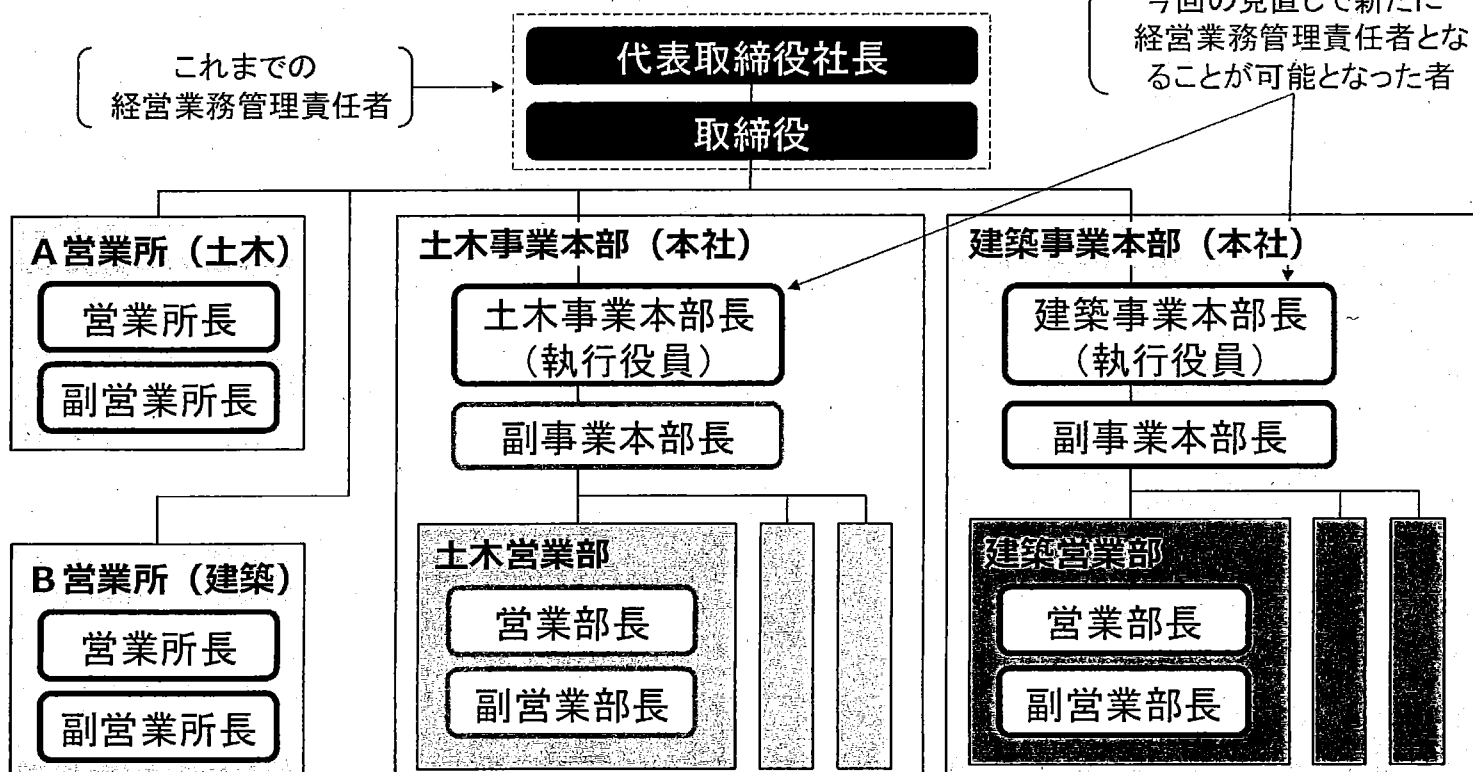 今回の見直しで新たに
経営業務管理責任者とな
ることが可能となった者
これまでの
経営業務管理責任者
代表取締役社長
取締役
A営業所（土木）
営業所長
副営業所長
B営業所（建築）
営業所長
副営業所長
土木事業本部（本社）
土木事業本部長
（執行役員）
副事業本部長
土木営業部
営業部長
副営業部長
建築事業本部（本社）
建築事業本部長
（執行役員）
副事業本部長
建築営業部
営業部長
副営業部長